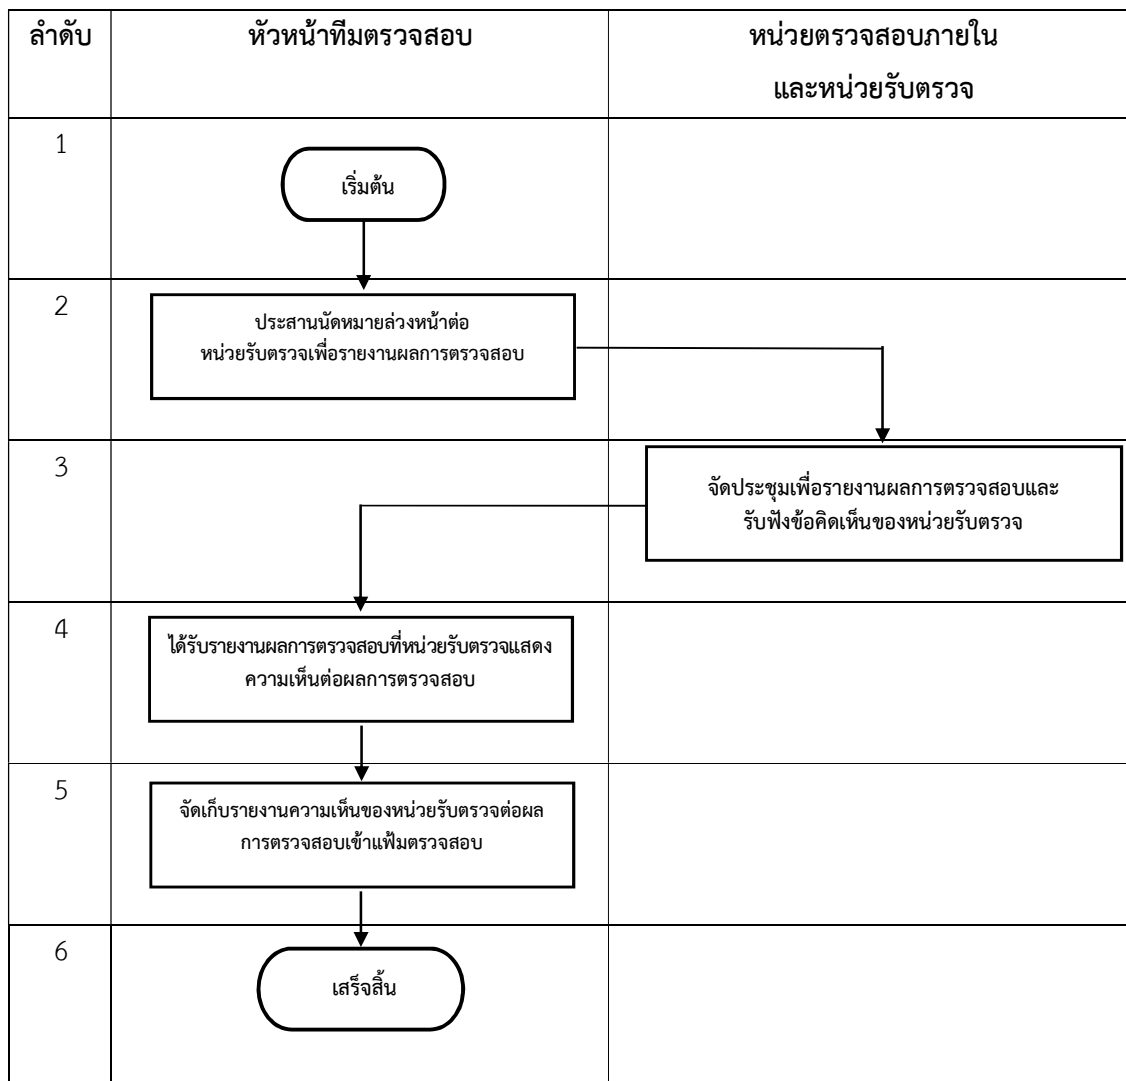 ลำดับ
หัวหน้าทีมตรวจสอบ
หน่วยตรวจสอบภายใน
และหน่วยรับตรวจ
1
เริ่มต้น
2
ประสานนัดหมายล่วงหน้าต่อ
หน่วยรับตรวจเพื่อรายงานผลการตรวจสอบ
3
จัดประชุมเพื่อรายงานผลการตรวจสอบและ
รับฟังข้อคิดเห็นของหน่วยรับตรวจ
4
ได้รับรายงานผลการตรวจสอบที่หน่วยรับตรวจแสดง
ความเห็นต่อผลการตรวจสอบ
5
จัดเก็บรายงานความเห็นของหน่วยรับตรวจต่อผล
การตรวจสอบเข้าแฟ้มตรวจสอบ
6
เสร็จสิ้น